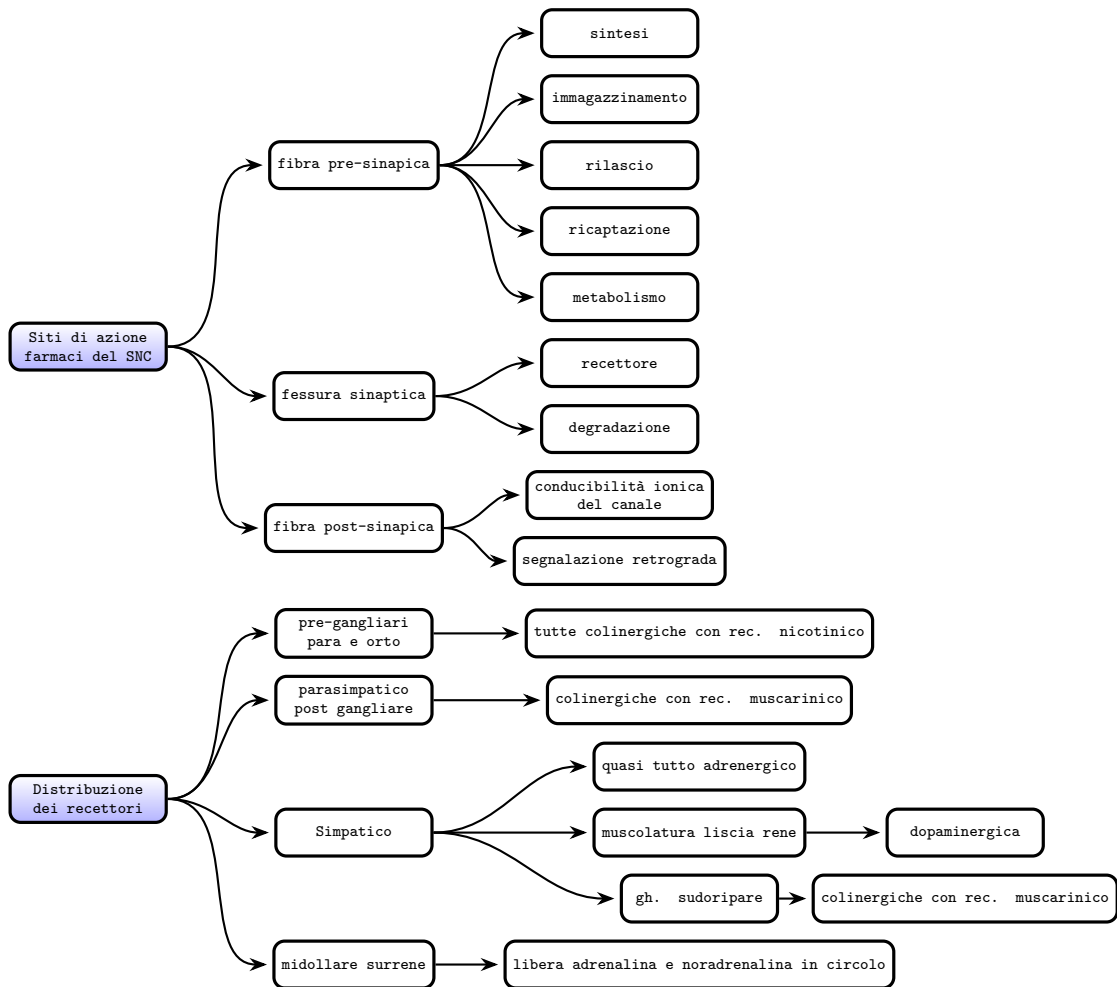 sintesi
immagazzinamento
fibra pre-sinapica
rilascio
ricaptazione
metabolismo
Siti di azione
farmaci del SNC
recettore
fessura sinaptica
degradazione
conducibilità ionica
del canale
fibra post-sinapica
segnalazione retrograda
pre-gangliari
para e orto
tutte colinergiche con rec. nicotinico
parasimpatico
post gangliare
colinergiche con rec. muscarinico
quasi tutto adrenergico
Distribuzione
dei recettori
Simpatico
muscolatura liscia rene
dopaminergica
gh. sudoripare
colinergiche con rec. muscarinico
midollare surrene
libera adrenalina e noradrenalina in circolo